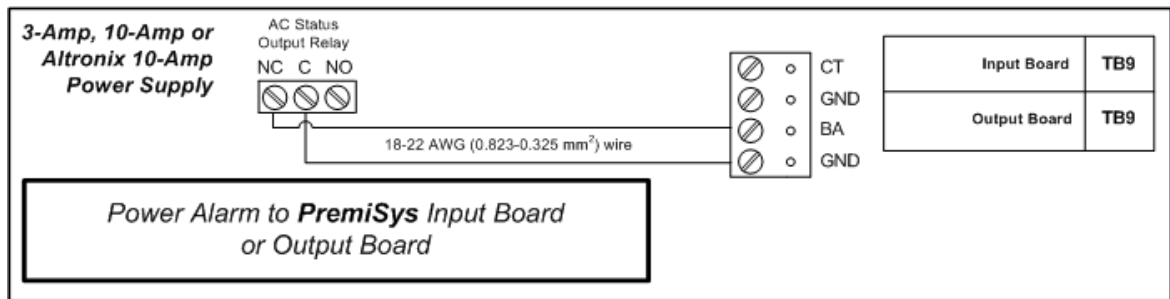 3-Amp, 10-Amp or
Altronix 10-Amp
Power Supply
AC Status
Output Relay
NC C NO
CT
GND
BA
GND
18-22 AWG (0.823-0.325 mm²) wire
Input Board TB9
Output Board TB9
Power Alarm to PremiSys Input Board
or Output Board